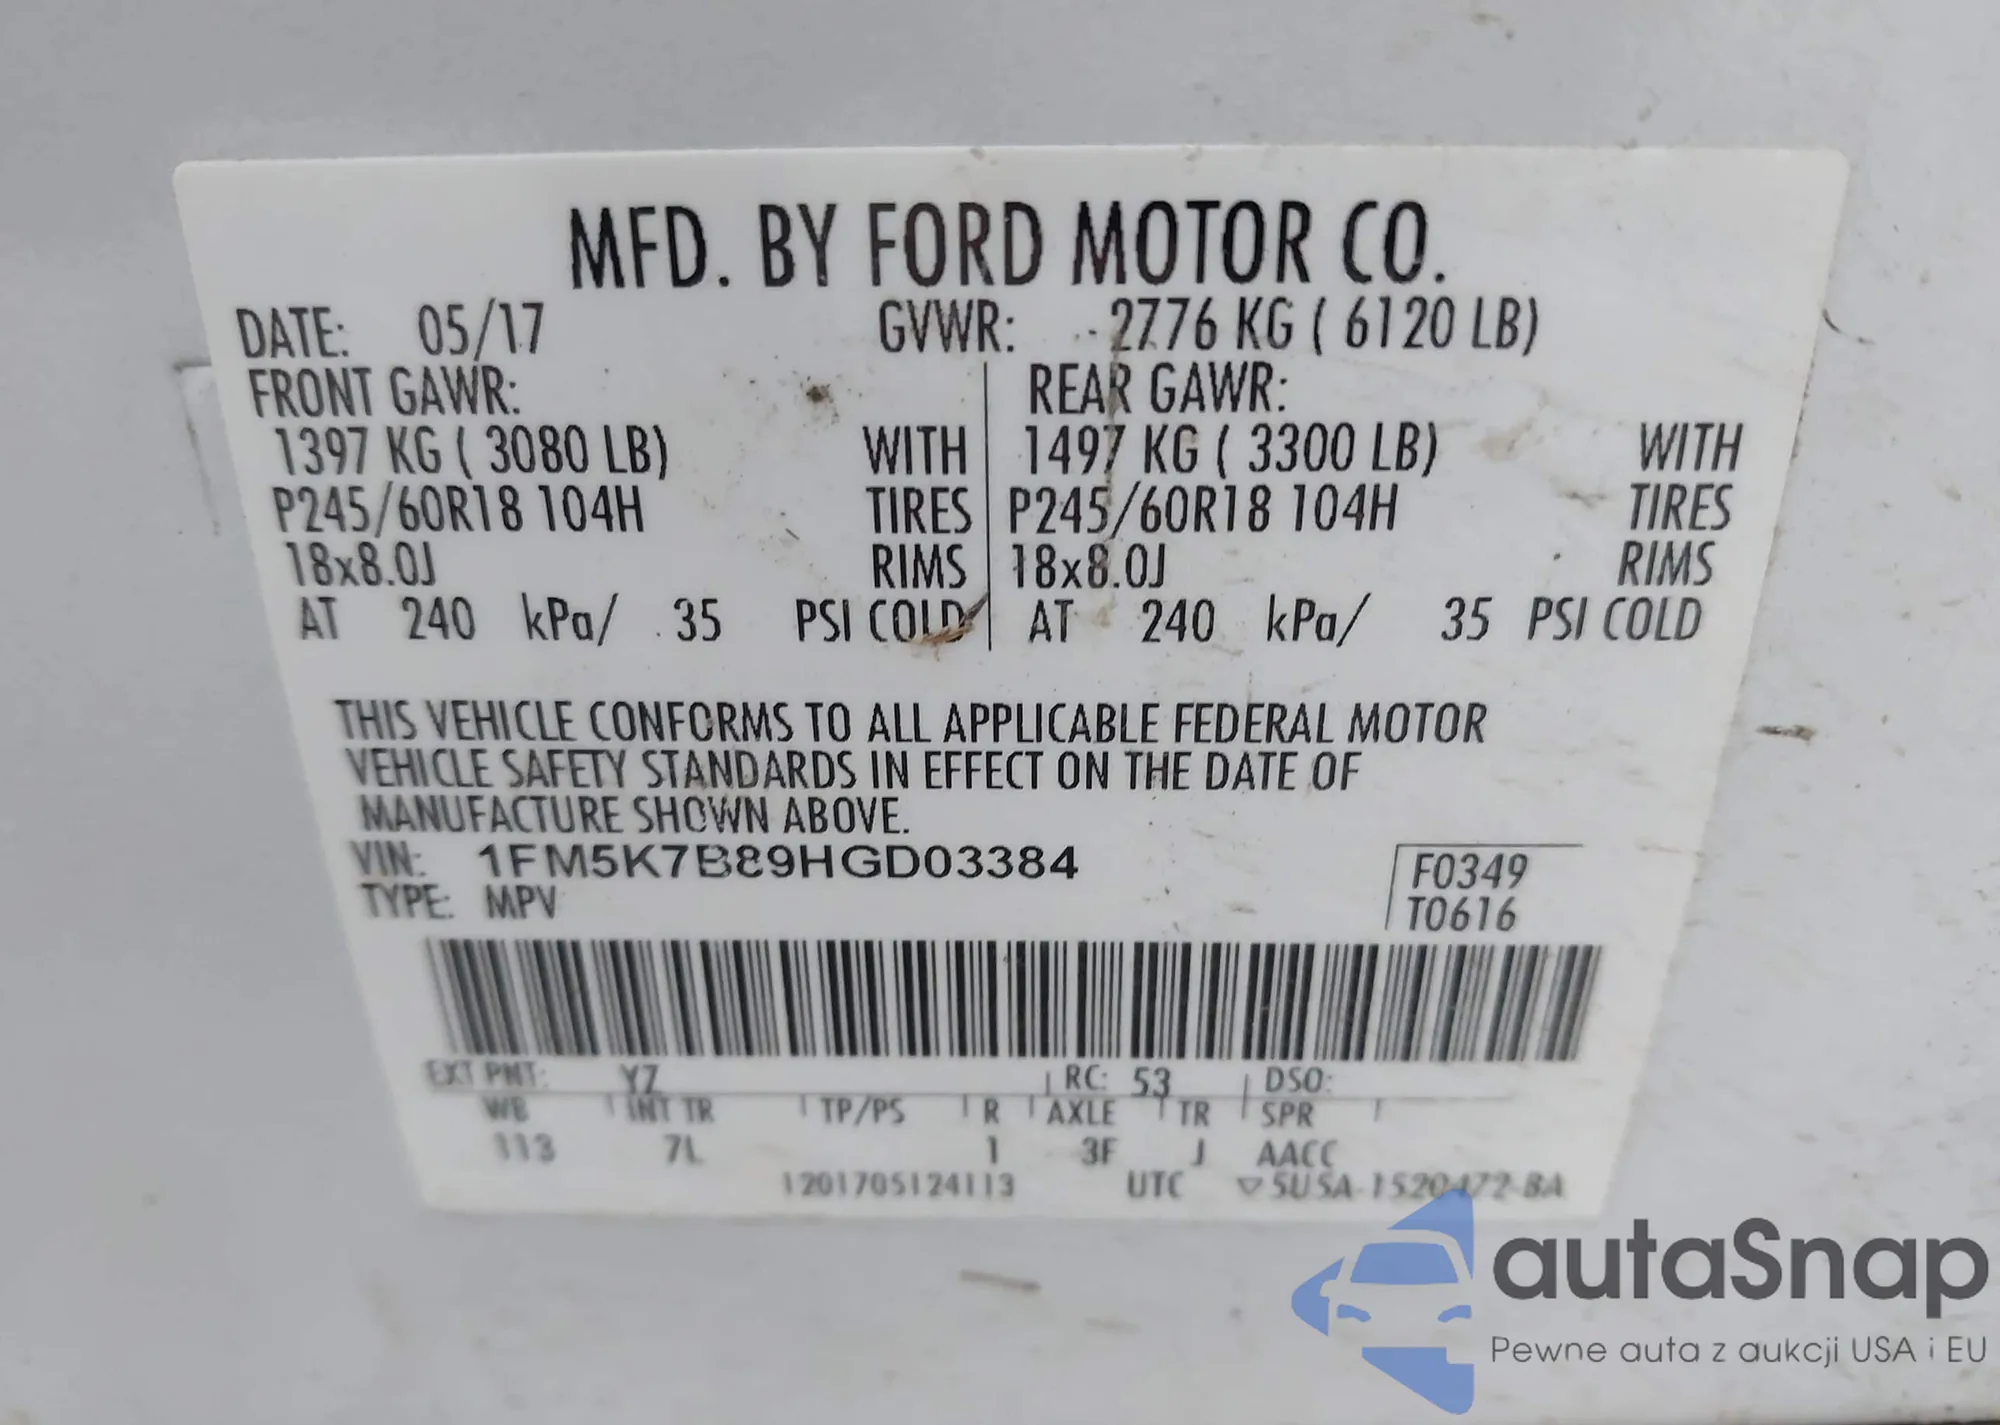 MFD. BY FORD MOTOR CO.
DATE: 05/17 GVWR: 2776 KG ( 6120 LB)
FRONT GAWR: REAR GAWR:
1397 KG ( 3080 LB) WITH 1497 KG ( 3300 LB) WITH
P245/60R18 104H TIRES P245/60R18 104H TIRES
18x8.0J RIMS 18x8.0J RIMS
AT 240 kPa/ 35 PSI COLD AT 240 kPa/ 35 PSI COLD
THIS VEHICLE CONFORMS TO ALL APPLICABLE FEDERAL MOTOR
VEHICLE SAFETY STANDARDS IN EFFECT ON THE DATE OF
MANUFACTURE SHOWN ABOVE.
VIN: 1FM5K7B89HGD03384
TYPE: MPV
F0349
T0616
EXT PNT: YZ RC: 53 DSO:
WB INT TR TP/PS R AXLE TR SPR
113 7L 1 3F J AACC
1201705124113 UTC ▽5USA-1520472-BA
autaSnap
Pewne auta z aukcji USA i EU